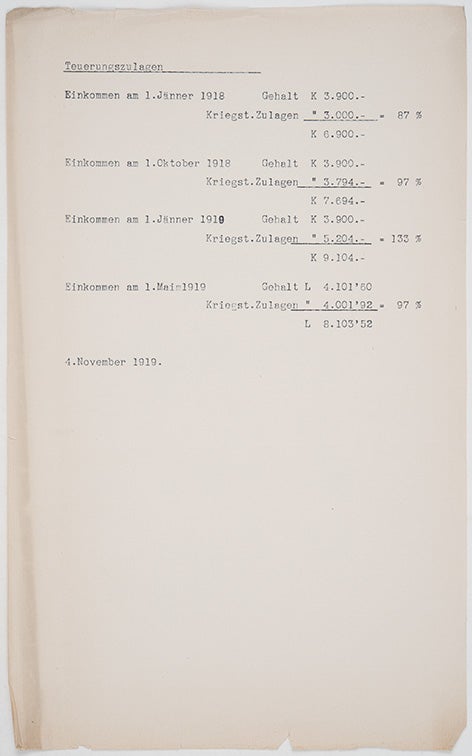 Teuerungszulagen
Einkommen am 1.Jänner 1918 Gehalt K 3.900.-
Kriegst.Zulagen " 3.000.- = 87 %
K 6.900.-
Einkommen am 1.Oktober 1918 Gehalt K 3.900.-
Kriegst.Zulagen " 3.794.- = 97 %
K 7.694.-
Einkommen am 1.Jänner 1919 Gehalt K 3.900.-
Kriegst.Zulagen " 5.204.- = 133 %
K 9.104.-
Einkommen am 1.Mai 1919 Gehalt L 4.101'60
Kriegst.Zulagen " 4.001'92 = 97 %
L 8.103'52
4.November 1919.